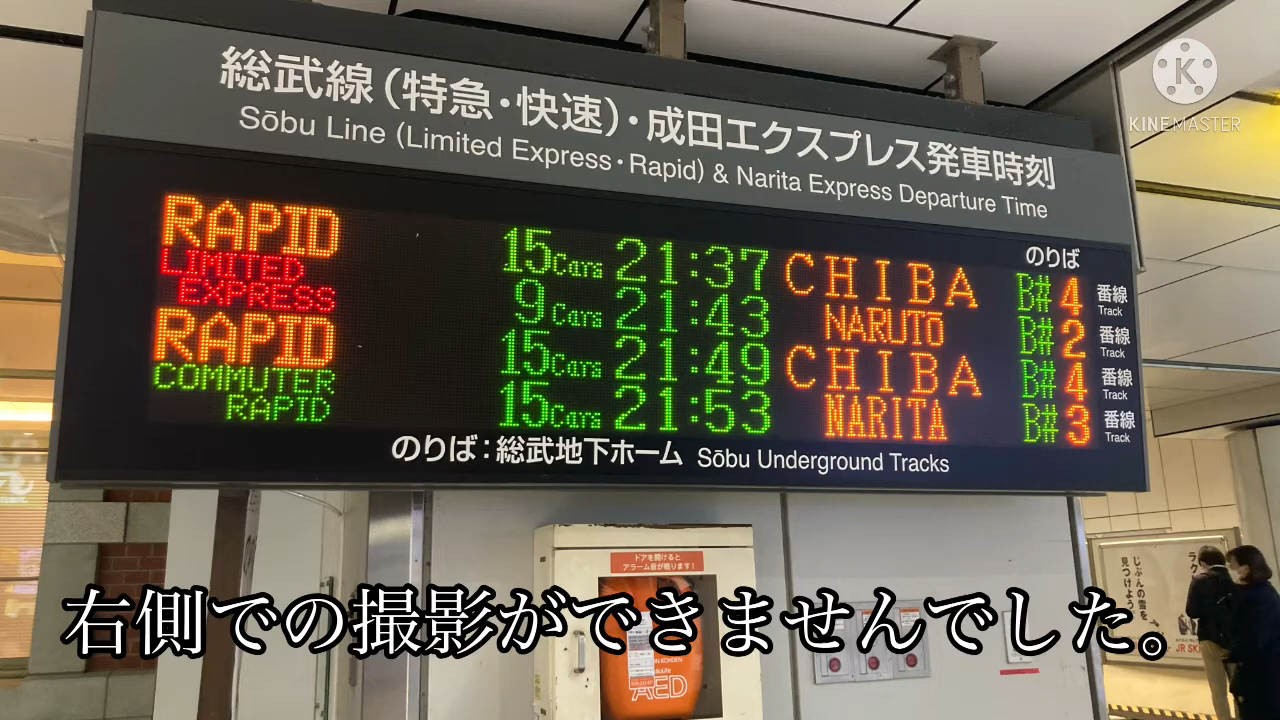 KINEMASTER
総武線(特急・快速)・成田エクスプレス発車時刻
Sōbu Line (Limited Express・Rapid) & Narita Express Departure Time
のりば
RAPID 15Cars 21:37 CHIBA B# 4 番線 Track
LIMITED EXPRESS 9Cars 21:43 NARUTŌ B# 2 番線 Track
RAPID 15Cars 21:49 CHIBA B# 4 番線 Track
COMMUTER RAPID 15Cars 21:53 NARITA B# 3 番線 Track
のりば:総武地下ホーム Sōbu Underground Tracks
ドアを開けると
アラーム音が鳴ります!
AED
じぶんの雪を
見つけよう
JR SKI
右側での撮影ができませんでした。